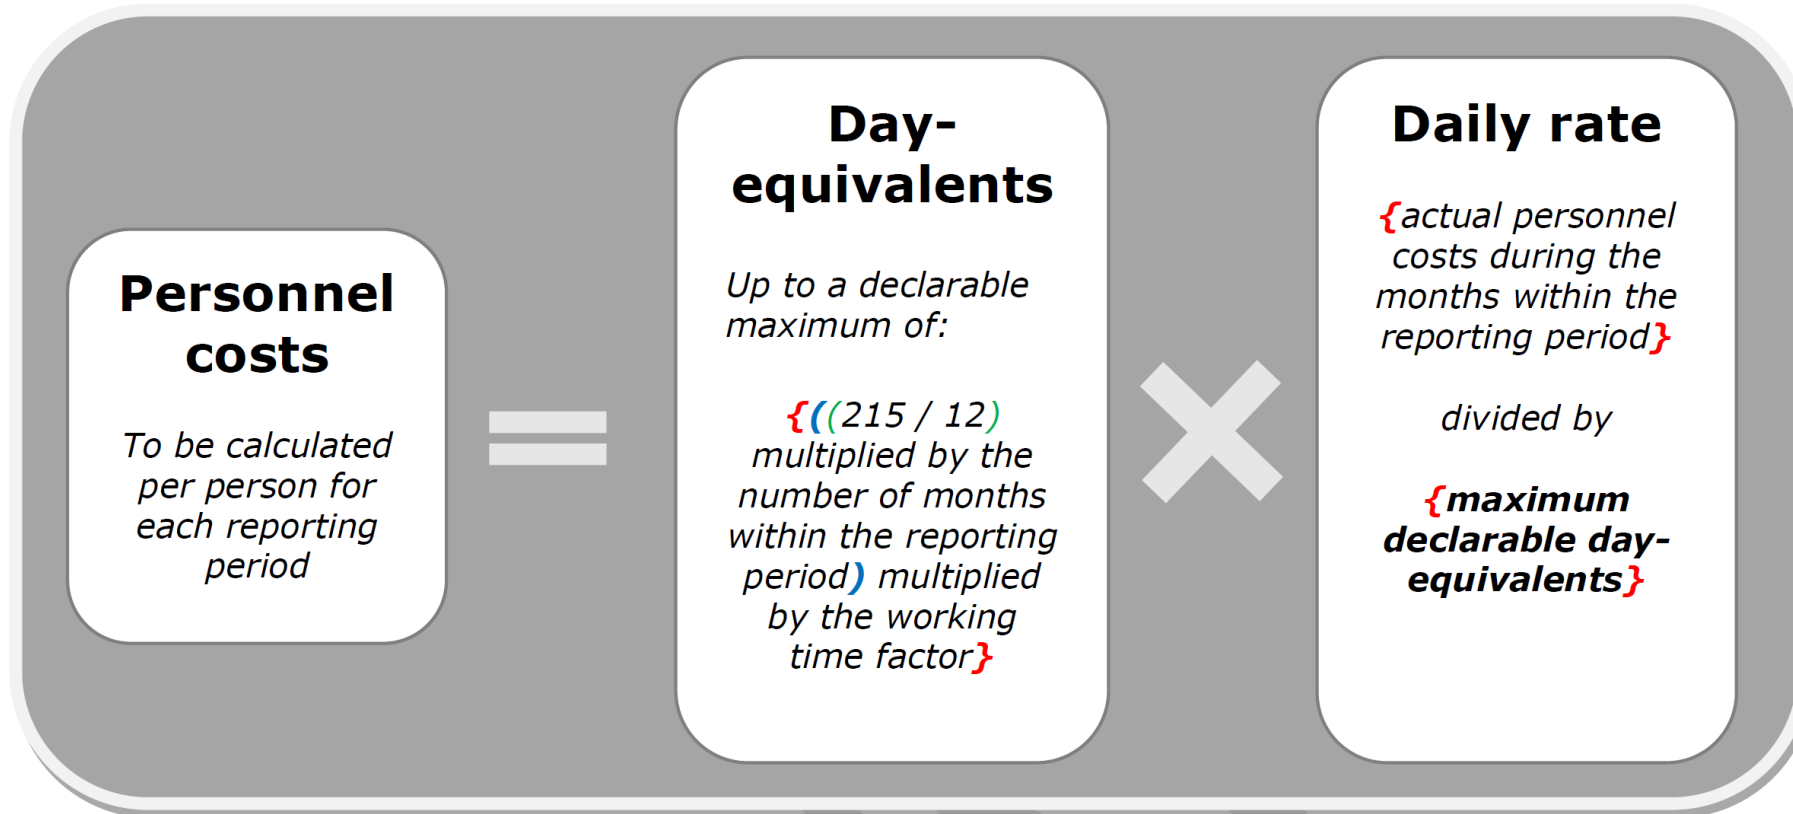 Personnel
costs
To be calculated
per person for
each reporting
period
=
Day-
equivalents
Up to a declarable
maximum of:
{((215 / 12)
multiplied by the
number of months
within the reporting
period) multiplied
by the working
time factor}
×
Daily rate
{actual personnel
costs during the
months within the
reporting period}
divided by
{maximum
declarable day-
equivalents}